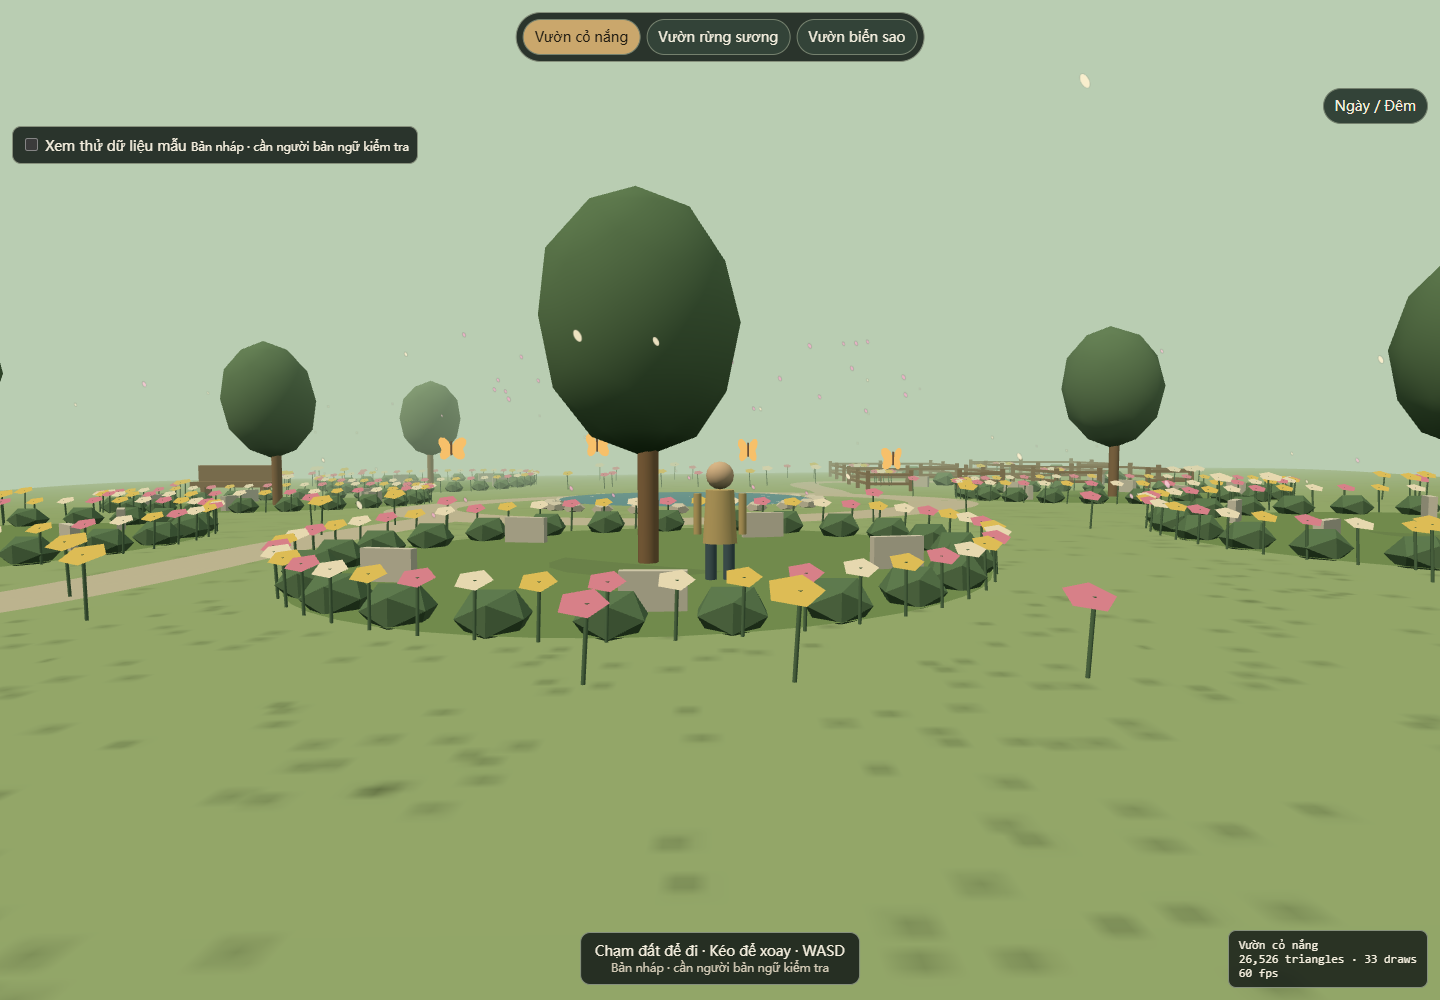 Vườn cỏ nắng
Vườn rừng sương
Vườn biển sao
Ngày / Đêm
Xem thử dữ liệu mẫu Bản nháp · cần người bản ngữ kiểm tra
Chạm đất để đi · Kéo để xoay · WASD
Bản nháp · cần người bản ngữ kiểm tra
Vườn cỏ nắng
26,526 triangles · 33 draws
60 fps